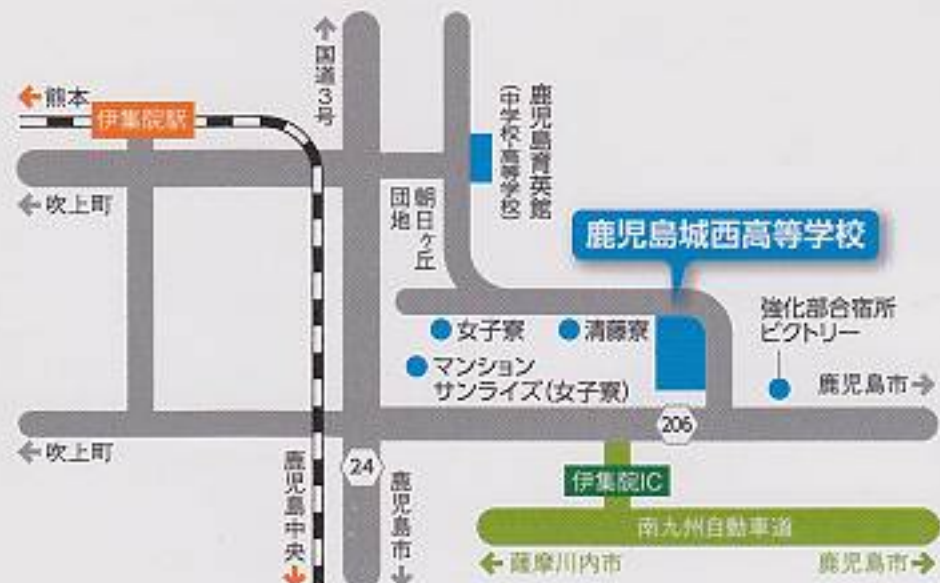 国道3号
熊本
伊集院駅
吹上町
鹿児島育英館
(中学校・高等学校)
朝日ヶ丘
団地
鹿児島城西高等学校
女子寮
清藤寮
強化部合宿所
ビクトリー
マンション
サンライズ(女子寮)
鹿児島市
206
吹上町
24
鹿児島中央
鹿児島市
伊集院IC
南九州自動車道
薩摩川内市
鹿児島市